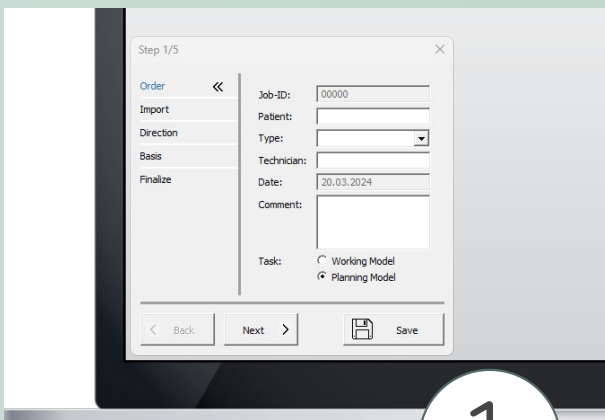 Step 1/5
Order
Import
Direction
Basis
Finalize
Job-ID: 00000
Patient:
Type:
Technician:
Date: 20.03.2024
Comment:
Task: Working Model
Planning Model
Back
Next
Save
1